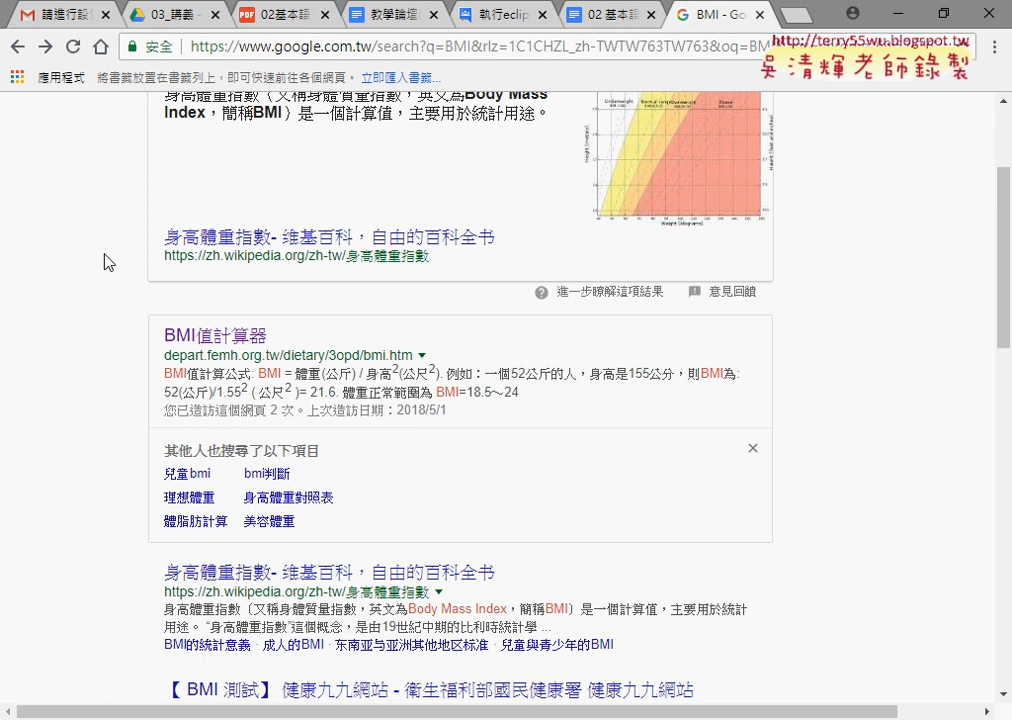 請進行設
03_講義 -
02基本語
教學論壇
執行eclip
02 基本語
BMI - Go
安全
https://www.google.com.tw/search?q=BMI&rlz=1C1CHZL_zh-TWTW763TW763&oq=BM
http://terry55wu.blogspot.tw
吳清輝老師錄製
應用程式
將書籤放置在書籤列上，即可快速前往各個網頁。
立即匯入書籤...
身高體重指數（又稱身體質量指數，英文為Body Mass
Index，簡稱BMI）是一個計算值，主要用於統計用途。
身高體重指數- 维基百科，自由的百科全书
https://zh.wikipedia.org/zh-tw/身高體重指數
進一步瞭解這項結果
意見回饋
BMI值計算器
depart.femh.org.tw/dietary/3opd/bmi.htm
BMI值計算公式: BMI = 體重(公斤) / 身高2(公尺2). 例如：一個52公斤的人，身高是155公分，則BMI為:
52(公斤)/1.552 ( 公尺2 )= 21.6. 體重正常範圍為 BMI=18.5～24
您已造訪這個網頁 2 次。上次造訪日期：2018/5/1
其他人也搜尋了以下項目
兒童bmi
bmi判斷
理想體重
身高體重對照表
體脂肪計算
美容體重
身高體重指數- 维基百科，自由的百科全书
https://zh.wikipedia.org/zh-tw/身高體重指數
身高體重指數（又稱身體質量指數，英文為Body Mass Index，簡稱BMI）是一個計算值，主要用於統計
用途。 “身高體重指數”這個概念，是由19世紀中期的比利時統計學 ...
BMI的統計意義 · 成人的BMI · 东南亚与亚洲其他地区标准 · 兒童與青少年的BMI
【 BMI 測試】 健康九九網站 - 衛生福利部國民健康署 健康九九網站